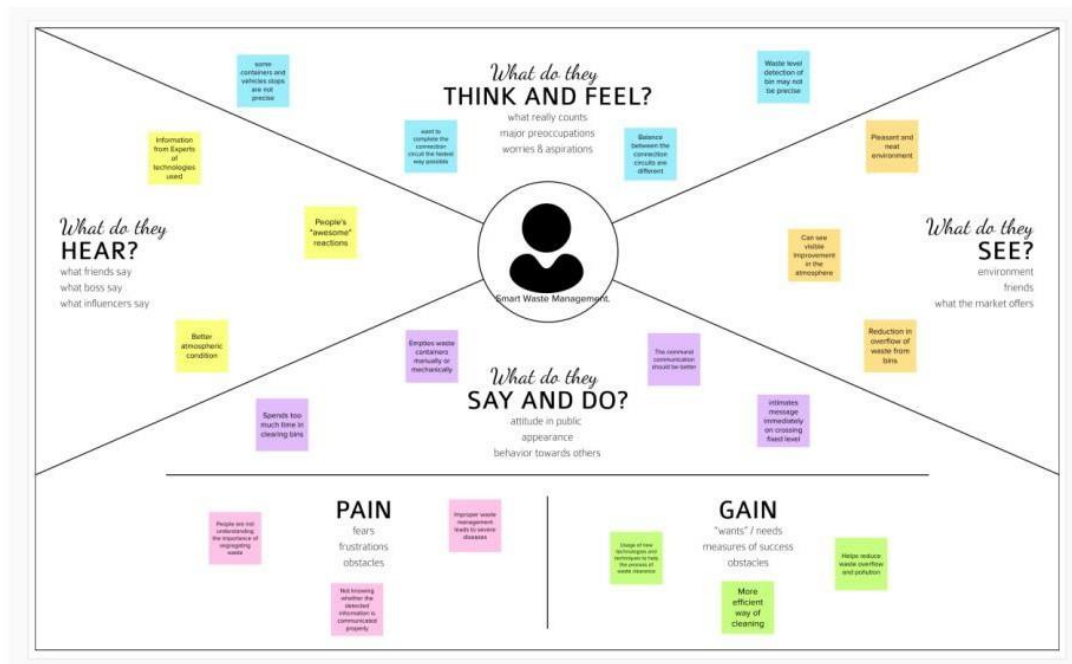 some
containers and
vehicles stops
are not
precise
What do they
THINK AND FEEL?
what really counts
major preoccupations
worries & aspirations
Waste level
detection of
bin may not
be precise
want to
complete the
connection
circuit the fastest
way possible
Balance
between the
connection
circuits are
different
Information
from Experts
of
technologies
used
Pleasant and
neat
environment
What do they
HEAR?
what friends say
what boss say
what influencers say
People's
"awesome"
reactions
Better
atmospheric
condition
Smart Waste Management.
Can see
visible
improvement
in the
atmosphere
What do they
SEE?
environment
friends
what the market offers
Reduction in
overflow of
waste from
bins
Empties waste
containers
manually or
mechanically
The command
communication
should be better
What do they
SAY AND DO?
attitude in public
appearance
behavior towards others
Spends too
much time in
clearing bins
intimates
message
immediately
on crossing
fixed level
PAIN
fears
frustrations
obstacles
People are not
understanding
the importance of
segregating
waste
Improper waste
management
leads to severe
diseases
Not knowing
whether the
detected
information is
communicated
properly
GAIN
"wants" / needs
measures of success
obstacles
Usage of new
technologies and
techniques to help
the process of
waste clearance
More
efficient
way of
cleaning
Helps reduce
waste overflow
and pollution